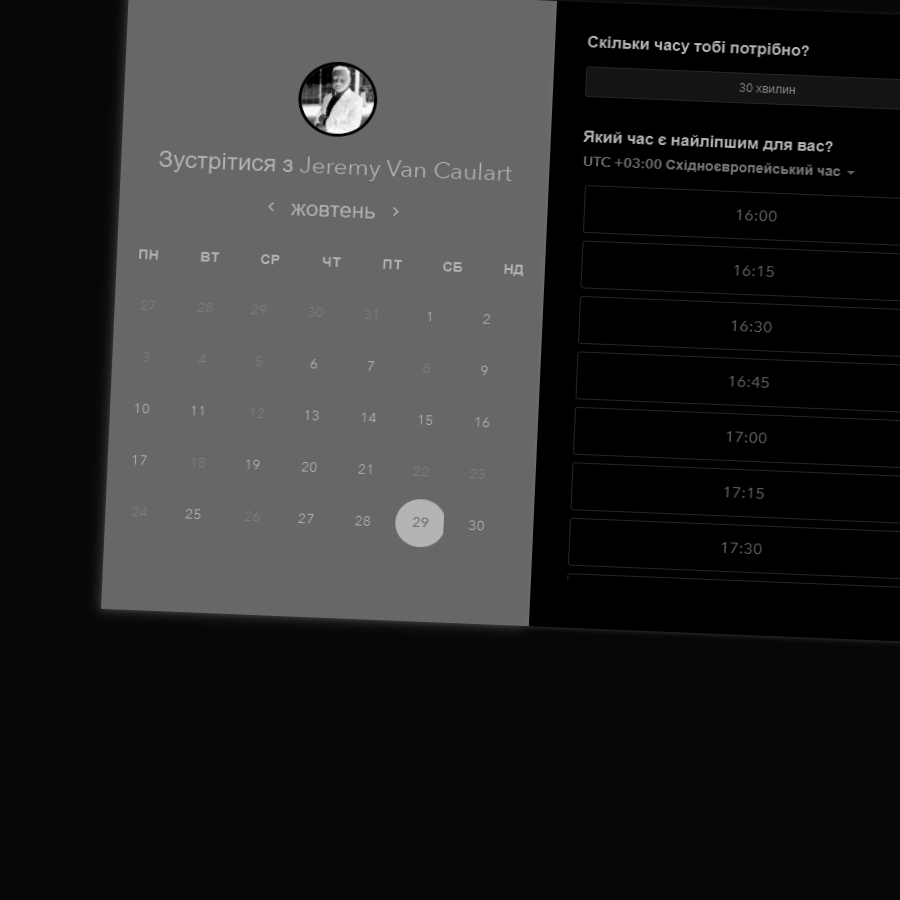 Зустрітися з Jeremy Van Caulart
жовтень
ПН ВТ СР ЧТ ПТ СБ НД
27 28 29 30 31 1 2
3 4 5 6 7 8 9
10 11 12 13 14 15 16
17 18 19 20 21 22 23
24 25 26 27 28 29 30
Скільки часу тобі потрібно?
30 хвилин
Який час є найліпшим для вас?
UTC +03:00 Східноєвропейський час
16:00
16:15
16:30
16:45
17:00
17:15
17:30